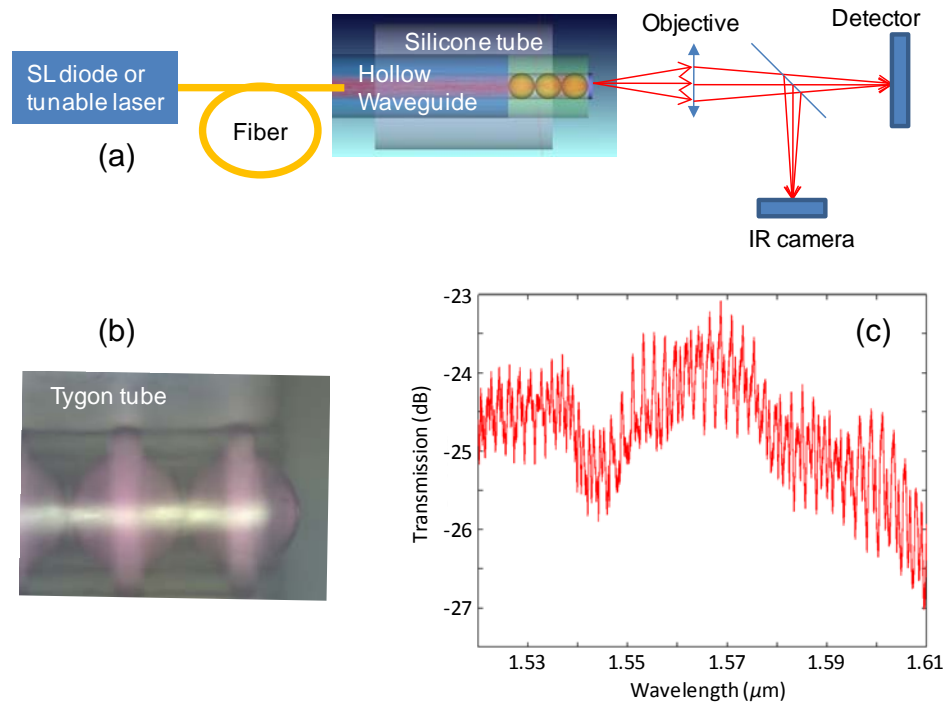 (a)
SL diode or
tunable laser
Fiber
Silicone tube
Hollow
Waveguide
Objective
Detector
IR camera
(b)
Tygon tube
(c)
Transmission (dB)
-23
-24
-25
-26
-27
1.53
1.55
1.57
1.59
1.61
Wavelength (μm)